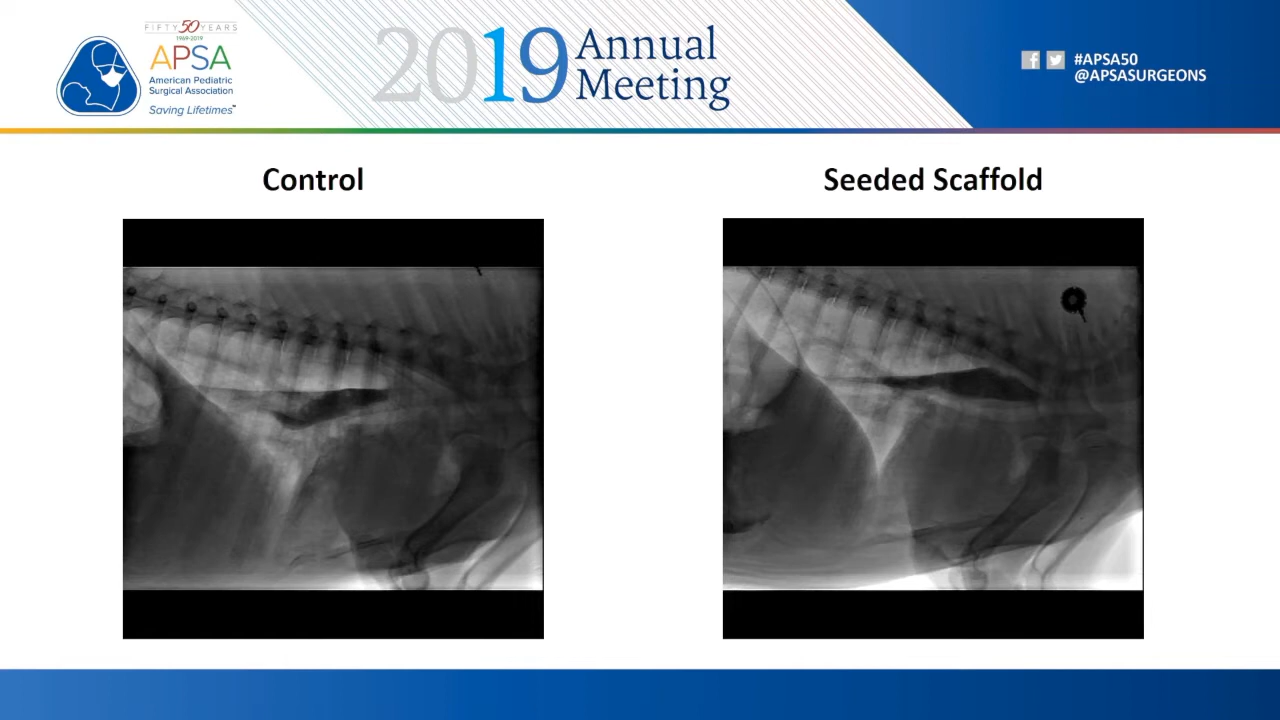 FIFTY 50 YEARS
1969-2019
APSA
American Pediatric
Surgical Association
Saving Lifetimes™
2019 Annual
Meeting
#APSA50
@APSASURGEONS
Control
Seeded Scaffold